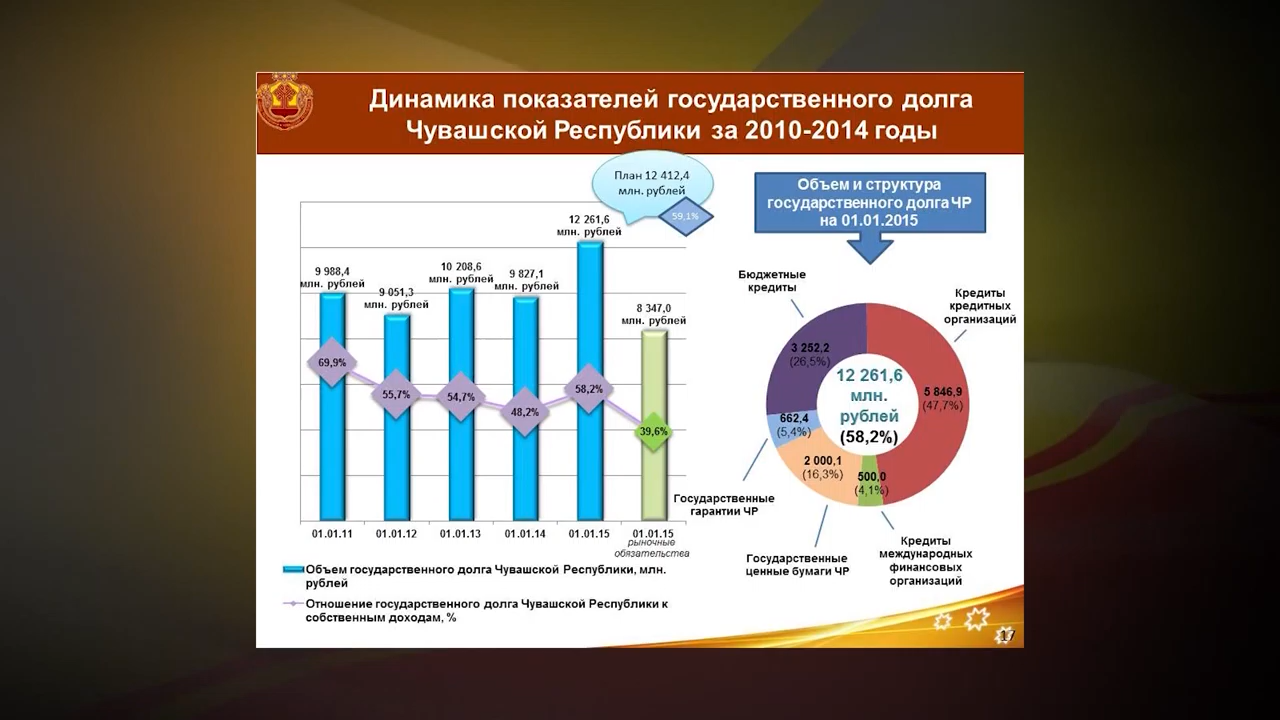 Динамика показателей государственного долга
Чувашской Республики за 2010-2014 годы
План 12 412,4
млн. рублей
59,1%
12 261,6
млн. рублей
9 988,4
млн. рублей
9 051,3
млн. рублей
10 208,6
млн. рублей
9 827,1
млн. рублей
8 347,0
млн. рублей
69,9%
55,7%
54,7%
48,2%
58,2%
39,6%
01.01.11
01.01.12
01.01.13
01.01.14
01.01.15
01.01.15
рыночные
обязательства
Объем государственного долга Чувашской Республики, млн.
рублей
Отношение государственного долга Чувашской Республики к
собственным доходам, %
Объем и структура
государственного долга ЧР
на 01.01.2015
Бюджетные
кредиты
Кредиты
кредитных
организаций
3 252,2
(26,5%)
12 261,6
млн.
рублей
(58,2%)
5 846,9
(47,7%)
662,4
(5,4%)
2 000,1
(16,3%)
500,0
(4,1%)
Государственные
гарантии ЧР
Государственные
ценные бумаги ЧР
Кредиты
международных
финансовых
организаций
17